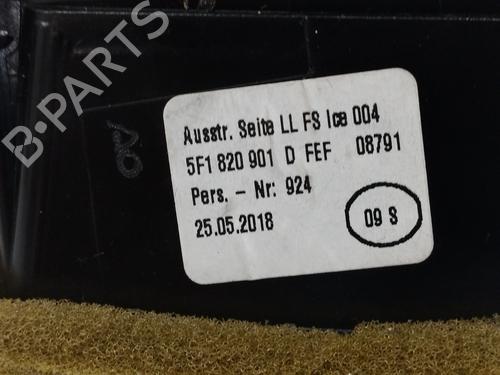 B-PARTS
Ausstr. Seite LL FS Ice 004
5F1 820 901 D FEF 08791
Pers. - Nr: 924
25.05.2018
09 S